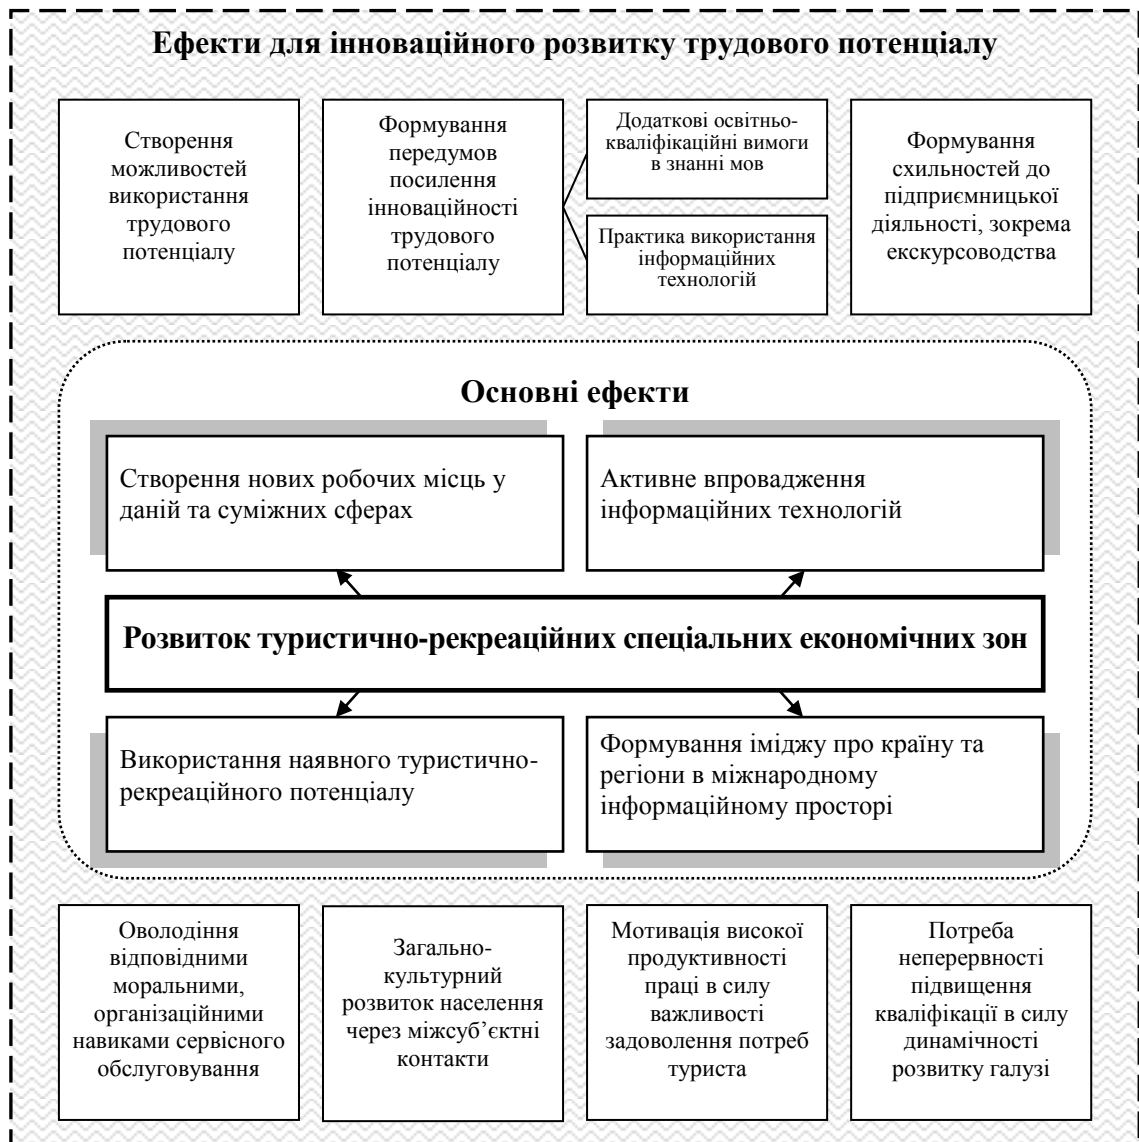 Ефекти для інноваційного розвитку трудового потенціалу
Створення
можливостей
використання
трудового
потенціалу
Формування
передумов
посилення
інноваційності
трудового
потенціалу
Додаткові освітньо-
кваліфікаційні вимоги
в знанні мов
Практика використання
інформаційних
технологій
Формування
схильностей до
підприємницької
діяльності, зокрема
екскурсоводства
Основні ефекти
Створення нових робочих місць у
даній та суміжних сферах
Активне впровадження
інформаційних технологій
Розвиток туристично-рекреаційних спеціальних економічних зон
Використання наявного туристично-
рекреаційного потенціалу
Формування іміджу про країну та
регіони в міжнародному
інформаційному просторі
Оволодіння
відповідними
моральними,
організаційними
навиками сервісного
обслуговування
Загально-
культурний
розвиток населення
через міжсуб’єктні
контакти
Мотивація високої
продуктивності
праці в силу
важливості
задоволення потреб
туриста
Потреба
неперервності
підвищення
кваліфікації в силу
динамічності
розвитку галузі